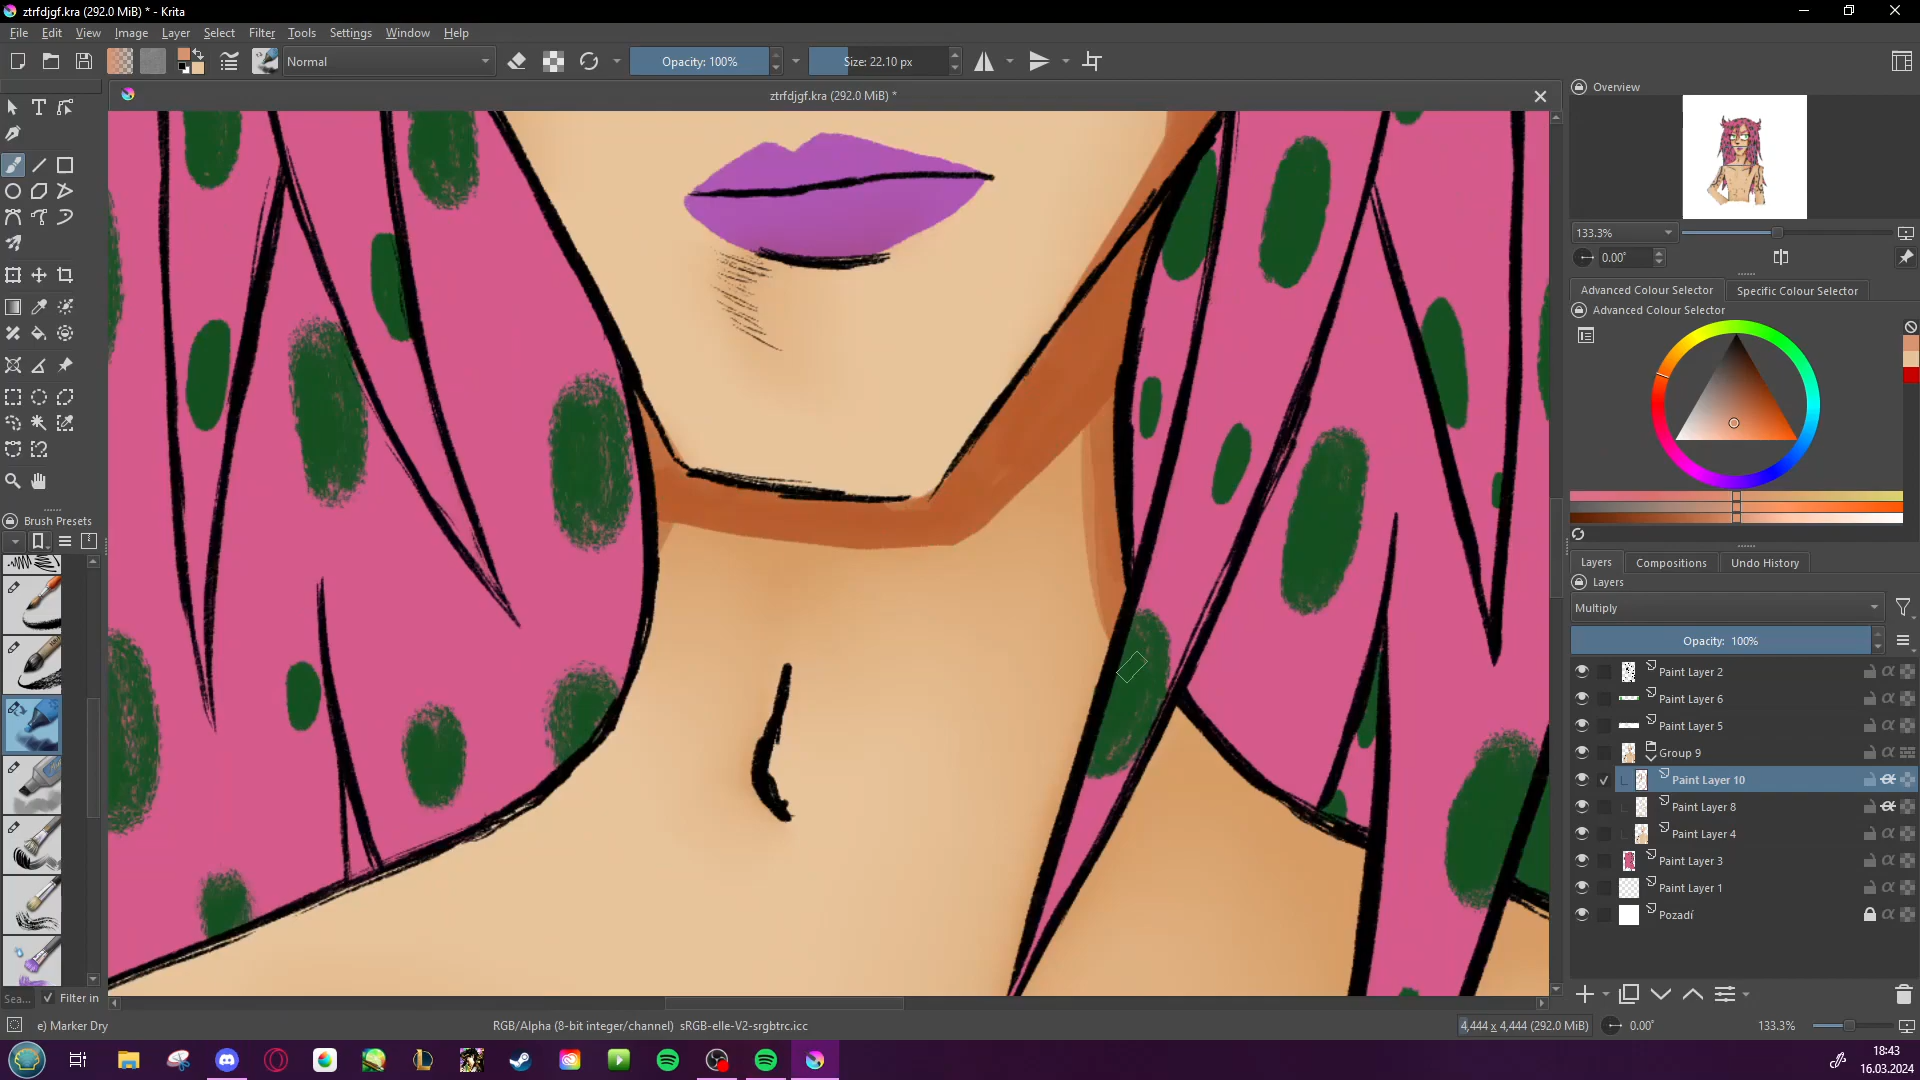 ztrfdjgf.kra (292.0 MiB) * - Krita
File Edit View Image Layer Select Filter Tools Settings Window Help
Normal
Opacity: 100%
Size: 22.10 px
ztrfdjgf.kra (292.0 MiB) *
Overview
133.3%
0.00°
Advanced Colour Selector
Specific Colour Selector
Advanced Colour Selector
Brush Presets
Layers Compositions Undo History
Layers
Multiply
Opacity: 100%
Paint Layer 2
Paint Layer 6
Paint Layer 5
Group 9
Paint Layer 10
Paint Layer 8
Paint Layer 4
Paint Layer 3
Paint Layer 1
Pozadí
Sea... Filter in
e) Marker Dry
RGB/Alpha (8-bit integer/channel) sRGB-elle-V2-srgbtrc.icc
4,444 x 4,444 (292.0 MiB)
0.00°
133.3%
18:43
16.03.2024